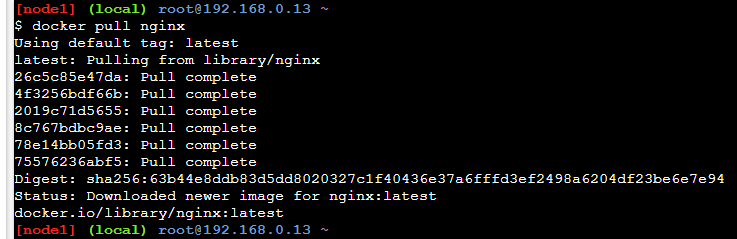 [node1] (local) root@192.168.0.13 ~
$ docker pull nginx
Using default tag: latest
latest: Pulling from library/nginx
26c5c85e47da: Pull complete
4f3256bdf66b: Pull complete
2019c71d5655: Pull complete
8c767bdbc9ae: Pull complete
78e14bb05fd3: Pull complete
75576236abf5: Pull complete
Digest: sha256:63b44e8ddb83d5dd8020327c1f40436e37a6fffd3ef2498a6204df23be6e7e94
Status: Downloaded newer image for nginx:latest
docker.io/library/nginx:latest
[node1] (local) root@192.168.0.13 ~